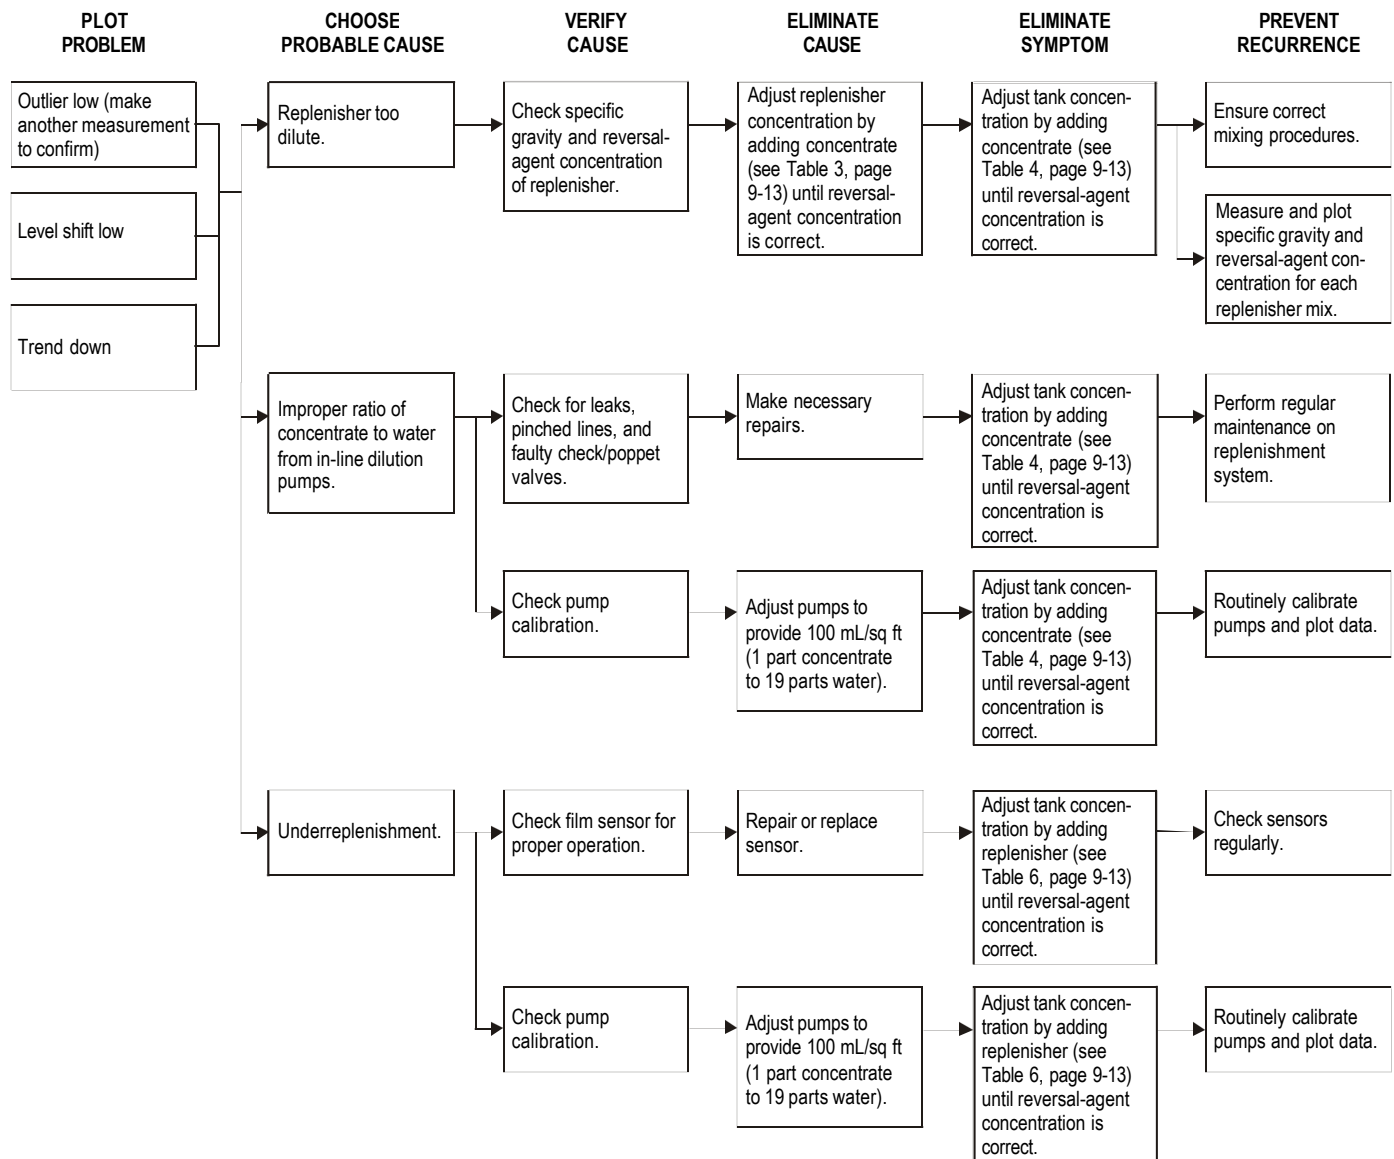 PLOT
PROBLEM
CHOOSE
PROBABLE CAUSE
VERIFY
CAUSE
ELIMINATE
CAUSE
ELIMINATE
SYMPTOM
PREVENT
RECURRENCE
Outlier low (make
another measurement
to confirm)
Level shift low
Trend down
Replenisher too
dilute.
Check specific
gravity and reversal-
agent concentration
of replenisher.
Adjust replenisher
concentration by
adding concentrate
(see Table 3, page
9-13) until reversal-
agent concentration
is correct.
Adjust tank concen-
tration by adding
concentrate (see
Table 4, page 9-13)
until reversal-agent
concentration is
correct.
Ensure correct
mixing procedures.
Measure and plot
specific gravity and
reversal-agent con-
centration for each
replenisher mix.
Improper ratio of
concentrate to water
from in-line dilution
pumps.
Check for leaks,
pinched lines, and
faulty check/poppet
valves.
Make necessary
repairs.
Adjust tank concen-
tration by adding
concentrate (see
Table 4, page 9-13)
until reversal-agent
concentration is
correct.
Perform regular
maintenance on
replenishment
system.
Check pump
calibration.
Adjust pumps to
provide 100 mL/sq ft
(1 part concentrate
to 19 parts water).
Adjust tank concen-
tration by adding
concentrate (see
Table 4, page 9-13)
until reversal-agent
concentration is
correct.
Routinely calibrate
pumps and plot data.
Underreplenishment.
Check film sensor for
proper operation.
Repair or replace
sensor.
Adjust tank concen-
tration by adding
replenisher (see
Table 6, page 9-13)
until reversal-agent
concentration is
correct.
Check sensors
regularly.
Check pump
calibration.
Adjust pumps to
provide 100 mL/sq ft
(1 part concentrate
to 19 parts water).
Adjust tank concen-
tration by adding
replenisher (see
Table 6, page 9-13)
until reversal-agent
concentration is
correct.
Routinely calibrate
pumps and plot data.